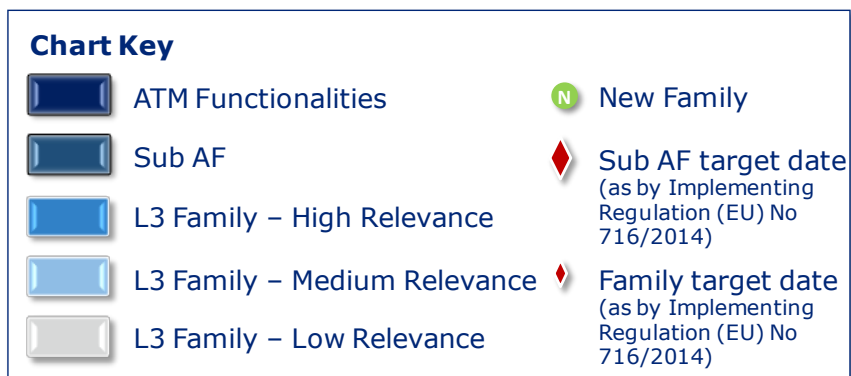 Chart Key
ATM Functionalities
Sub AF
L3 Family – High Relevance
L3 Family – Medium Relevance
L3 Family – Low Relevance
N New Family
Sub AF target date
(as by Implementing
Regulation (EU) No
716/2014)
Family target date
(as by Implementing
Regulation (EU) No
716/2014)